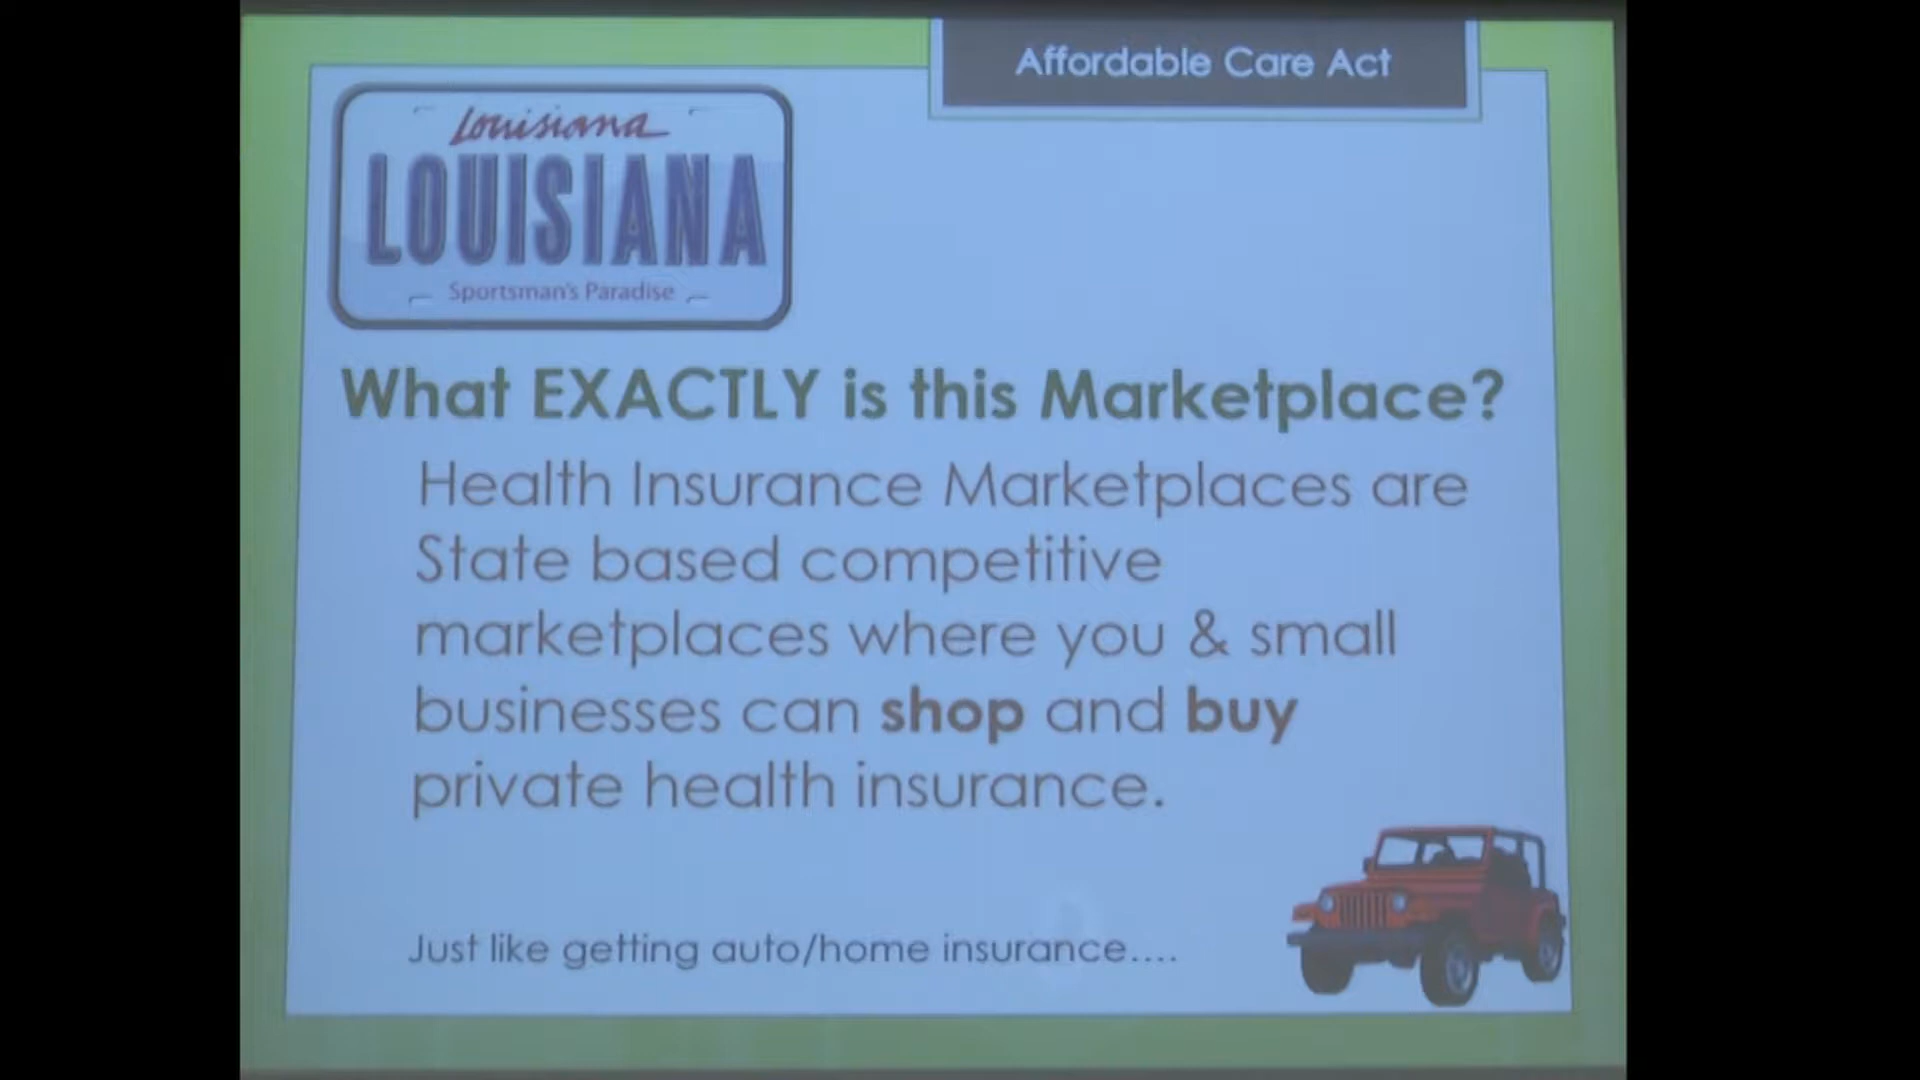 Affordable Care Act
Louisiana
LOUISIANA
Sportsman's Paradise
What EXACTLY is this Marketplace?
Health Insurance Marketplaces are
State based competitive
marketplaces where you & small
businesses can shop and buy
private health insurance.
Just like getting auto/home insurance....